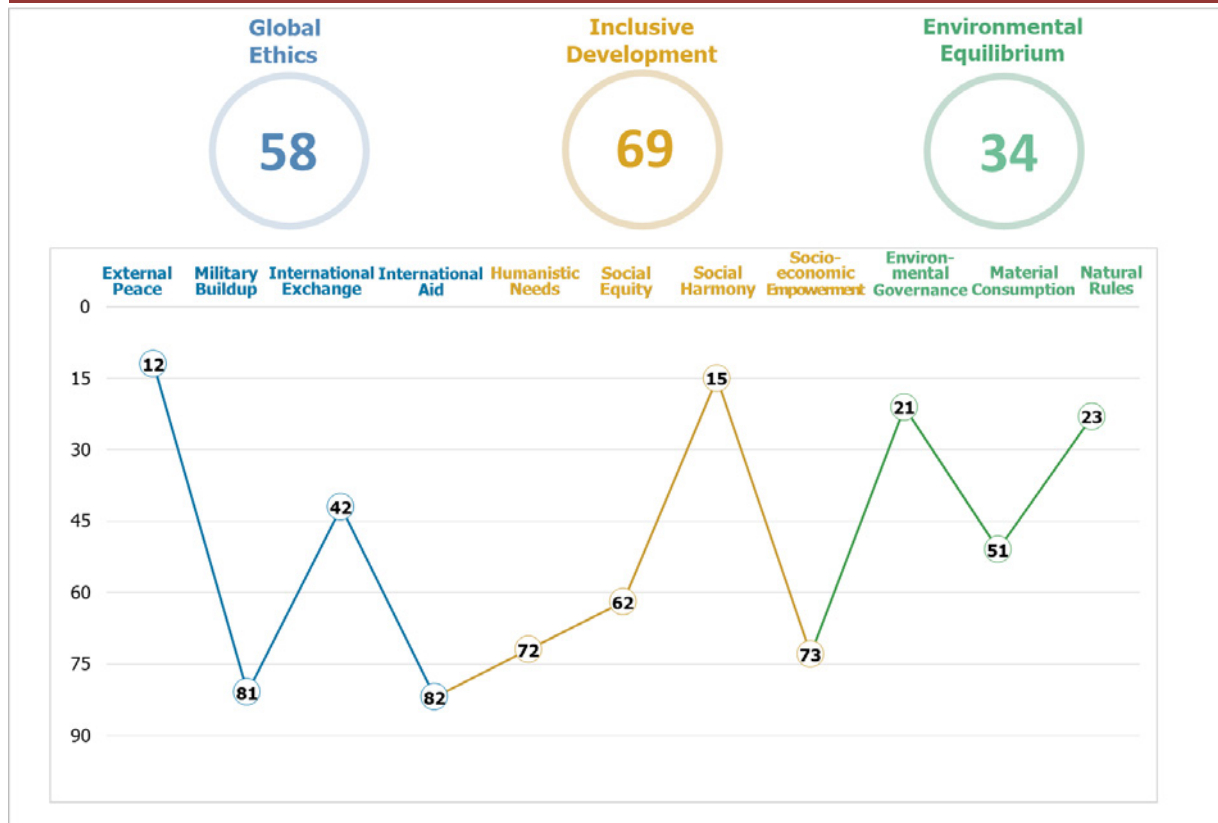 Global
Ethics
58
Inclusive
Development
69
Environmental
Equilibrium
34
External
Peace
Military
Buildup
International
Exchange
International
Aid
Humanistic
Needs
Social
Equity
Social
Harmony
Socio-
economic
Empowerment
Environ-
mental
Governance
Material
Consumption
Natural
Rules
0
15
30
45
60
75
90
12
81
42
82
72
62
15
73
21
51
23